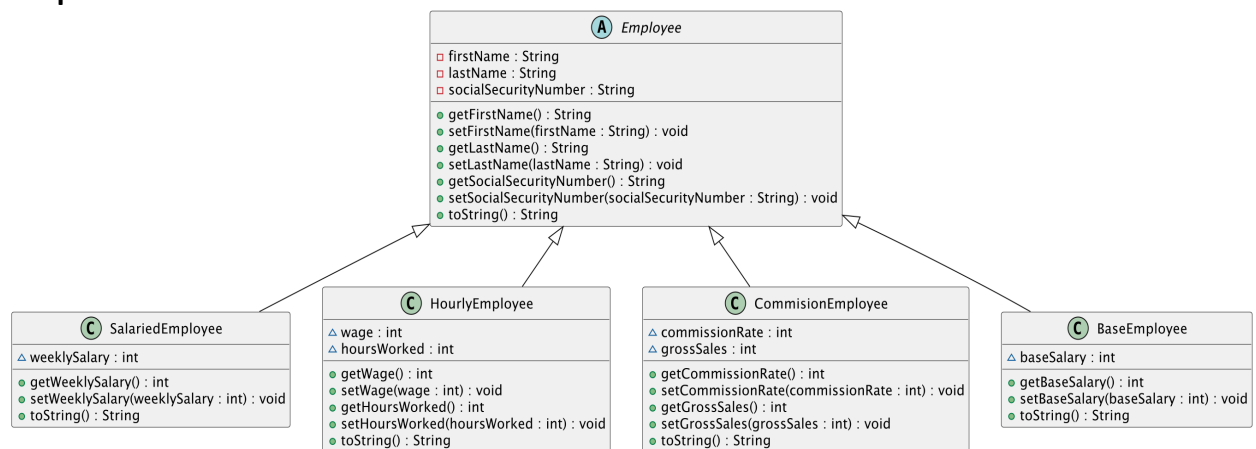 A Employee
firstName : String
lastName : String
socialSecurityNumber : String
getFirstName() : String
setFirstName(firstName : String) : void
getLastName() : String
setLastName(lastName : String) : void
getSocialSecurityNumber() : String
setSocialSecurityNumber(socialSecurityNumber : String) : void
toString() : String
C SalariedEmployee
weeklySalary : int
getWeeklySalary() : int
setWeeklySalary(weeklySalary : int) : void
toString() : String
C HourlyEmployee
wage : int
hoursWorked : int
getWage() : int
setWage(wage : int) : void
getHoursWorked() : int
setHoursWorked(hoursWorked : int) : void
toString() : String
C CommisionEmployee
commissionRate : int
grossSales : int
getCommissionRate() : int
setCommissionRate(commissionRate : int) : void
getGrossSales() : int
setGrossSales(grossSales : int) : void
toString() : String
C BaseEmployee
baseSalary : int
getBaseSalary() : int
setBaseSalary(baseSalary : int) : void
toString() : String